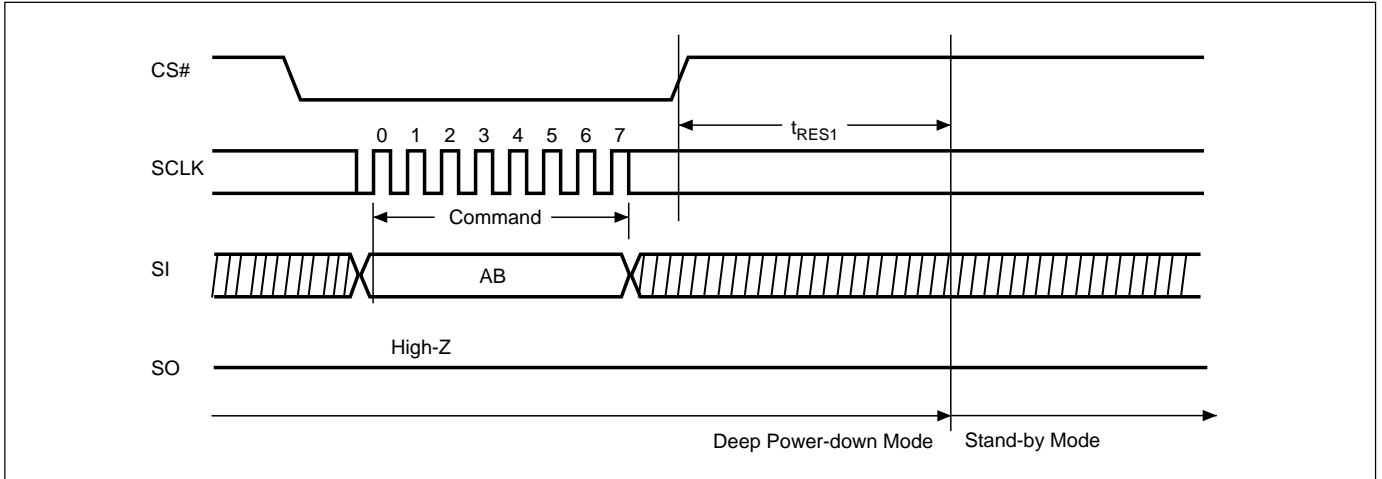 CS#
tRES1
0 1 2 3 4 5 6 7
SCLK
Command
SI
AB
High-Z
SO
Deep Power-down Mode Stand-by Mode